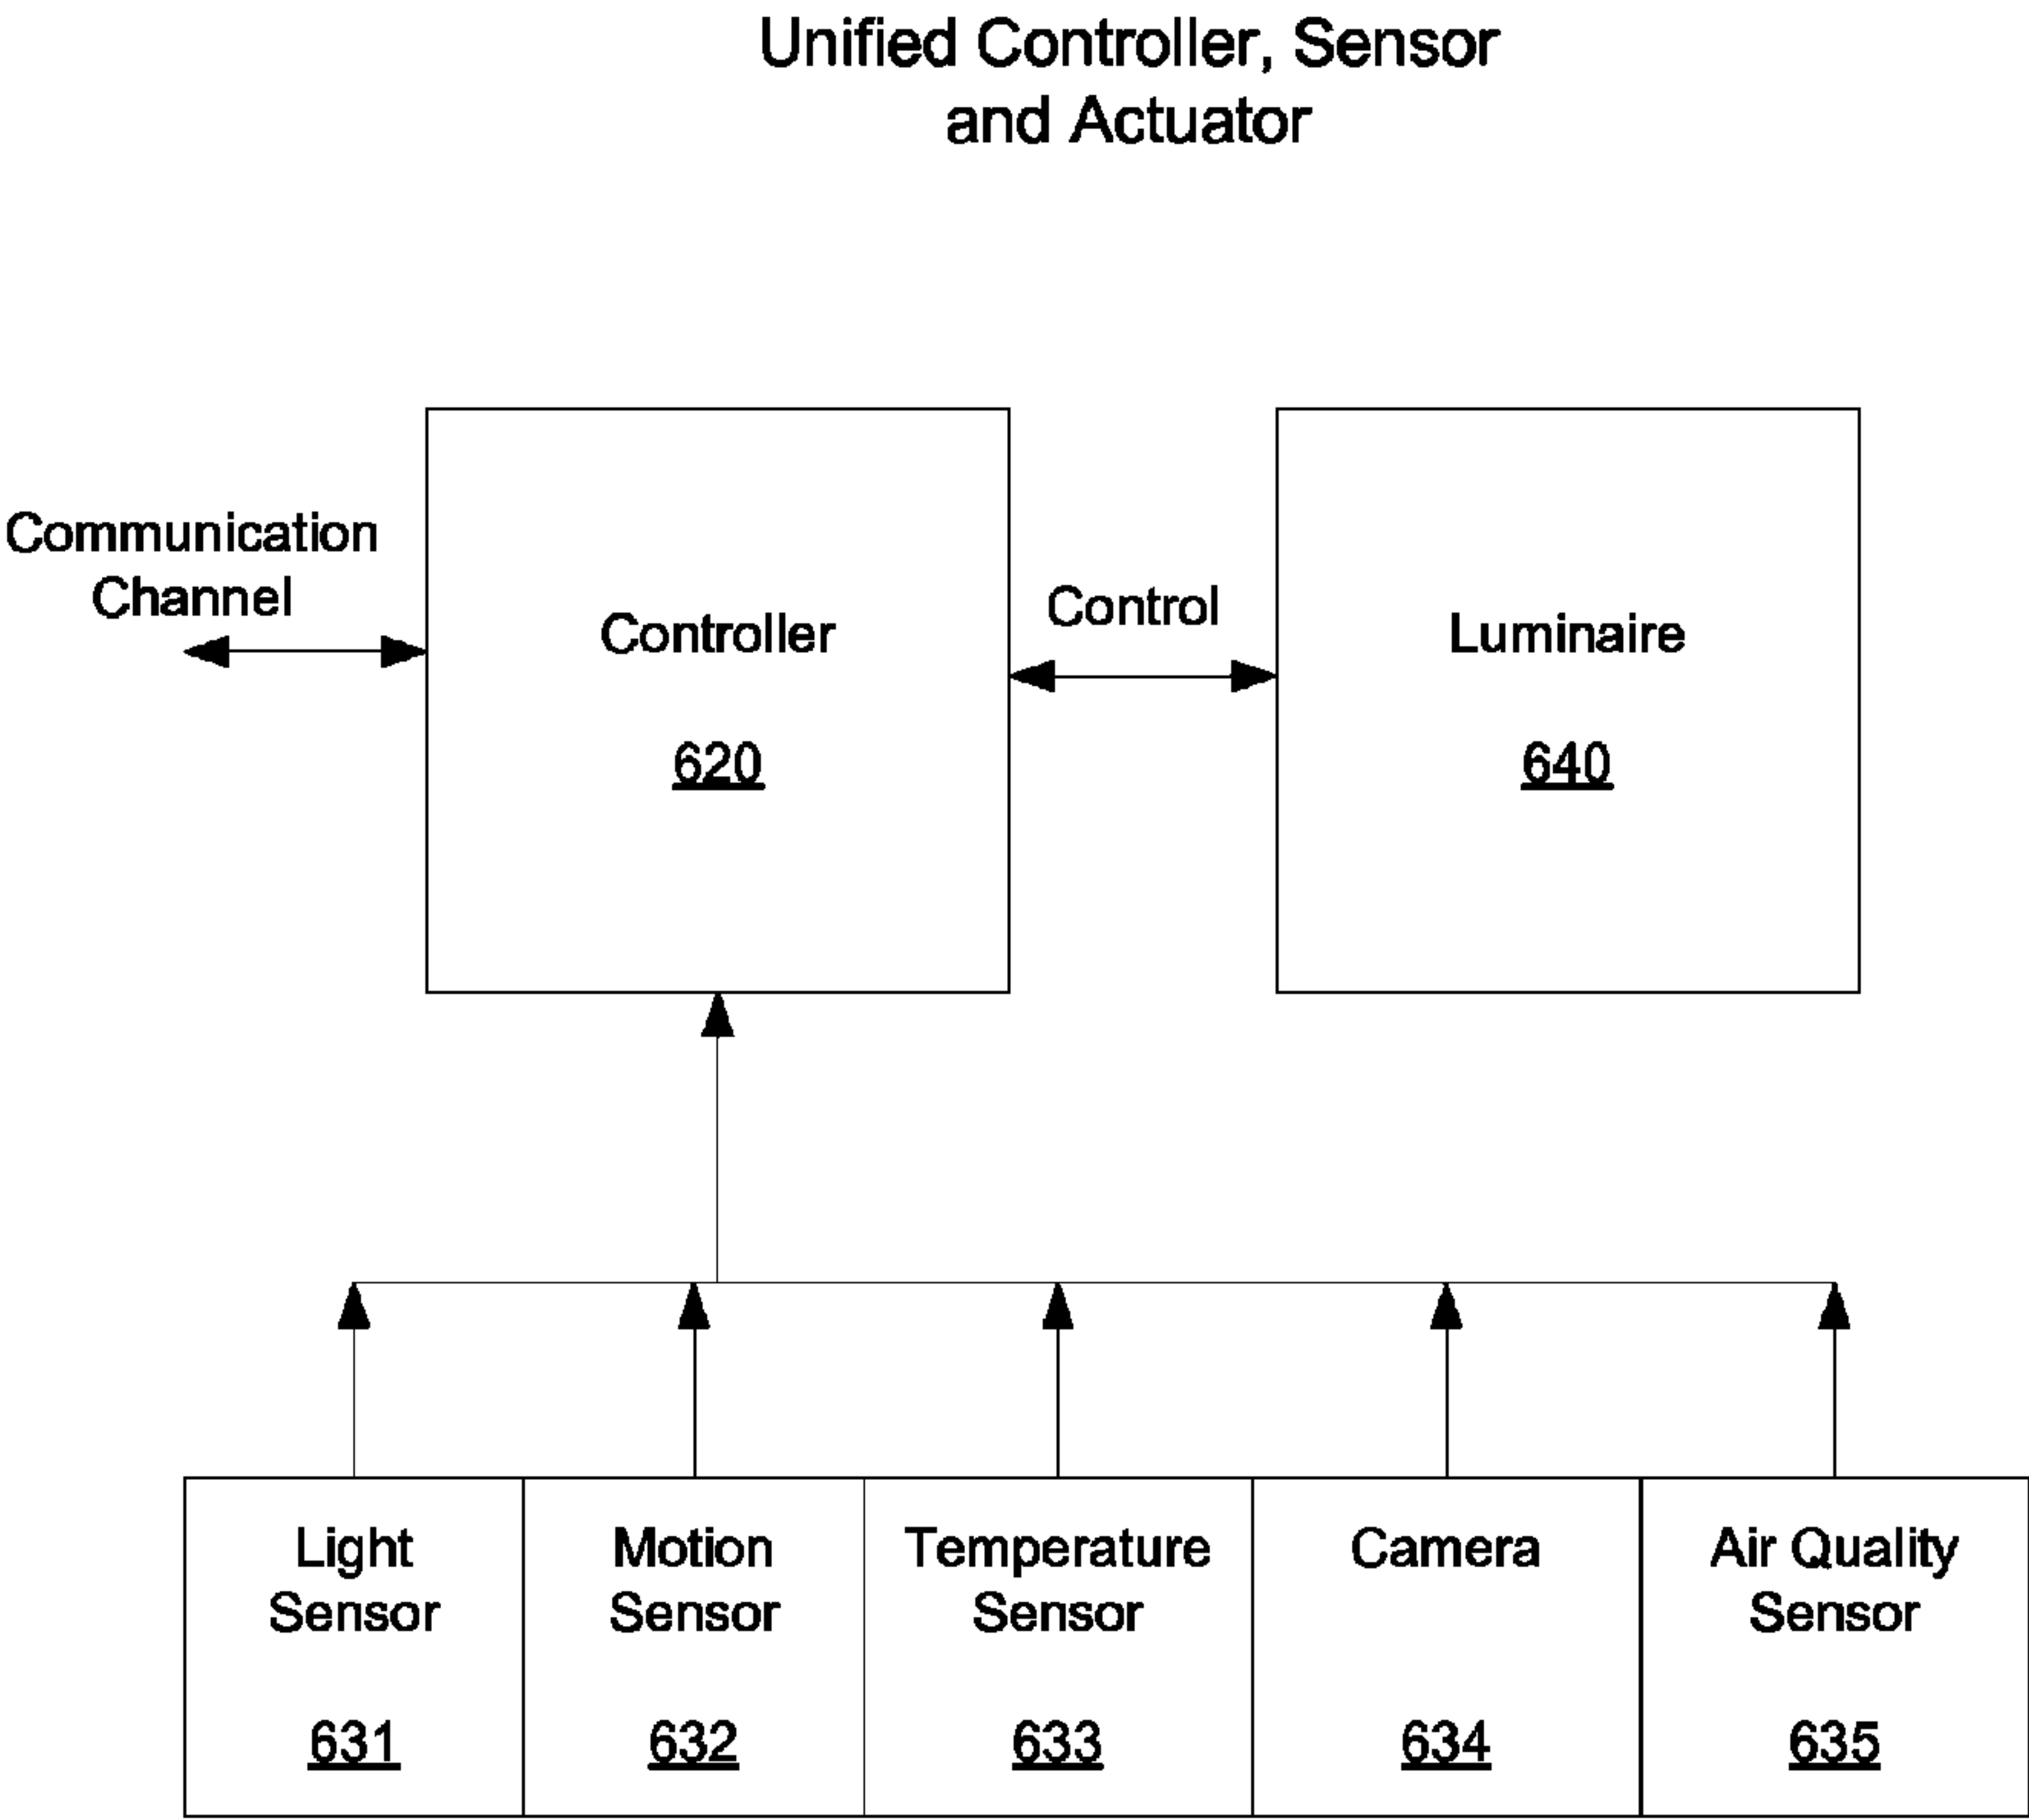 Unified Controller, Sensor
and Actuator
Communication
Channel
Controller
620
Control
Luminaire
640
Light
Sensor
631
Motion
Sensor
632
Temperature
Sensor
633
Camera
634
Air Quality
Sensor
635